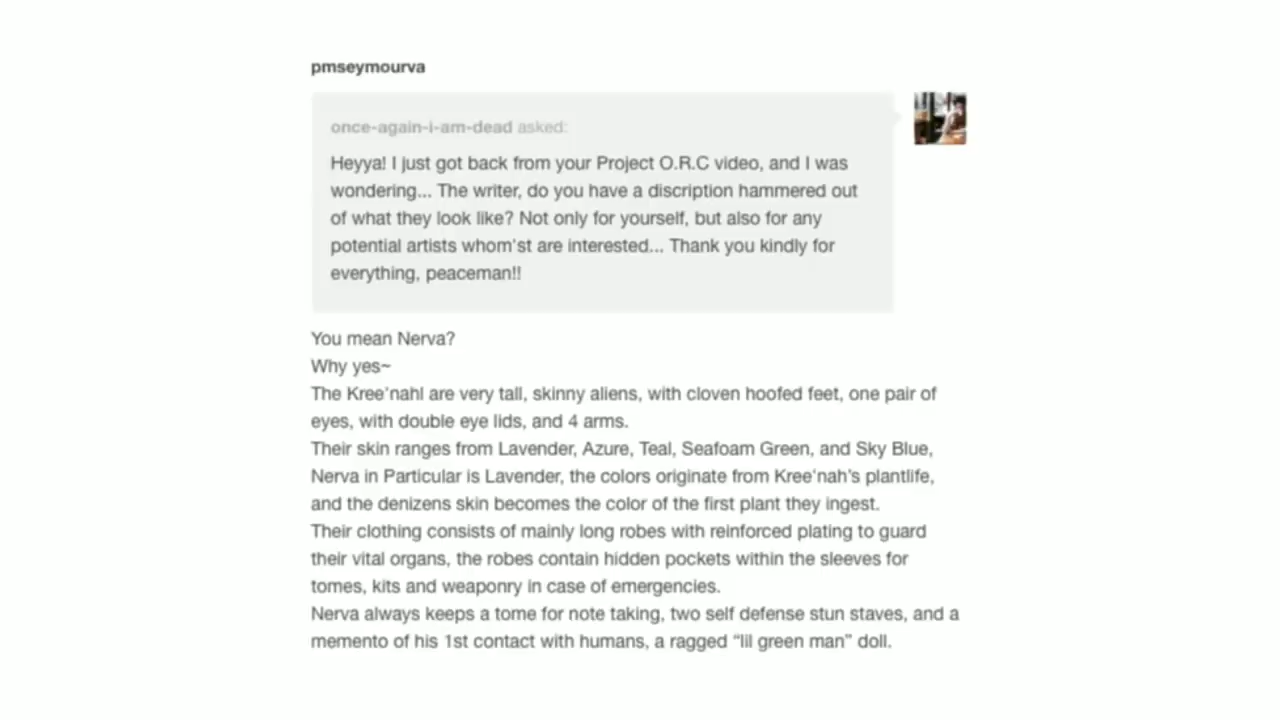 pmseymourva
once-again-i-am-dead asked:
Heyya! I just got back from your Project O.R.C video, and I was
wondering... The writer, do you have a discription hammered out
of what they look like? Not only for yourself, but also for any
potential artists whom'st are interested... Thank you kindly for
everything, peaceman!!
You mean Nerva?
Why yes~
The Kree'nahl are very tall, skinny aliens, with cloven hoofed feet, one pair of
eyes, with double eye lids, and 4 arms.
Their skin ranges from Lavender, Azure, Teal, Seafoam Green, and Sky Blue,
Nerva in Particular is Lavender, the colors originate from Kree'nah's plantlife,
and the denizens skin becomes the color of the first plant they ingest.
Their clothing consists of mainly long robes with reinforced plating to guard
their vital organs, the robes contain hidden pockets within the sleeves for
tomes, kits and weaponry in case of emergencies.
Nerva always keeps a tome for note taking, two self defense stun staves, and a
memento of his 1st contact with humans, a ragged “lil green man” doll.